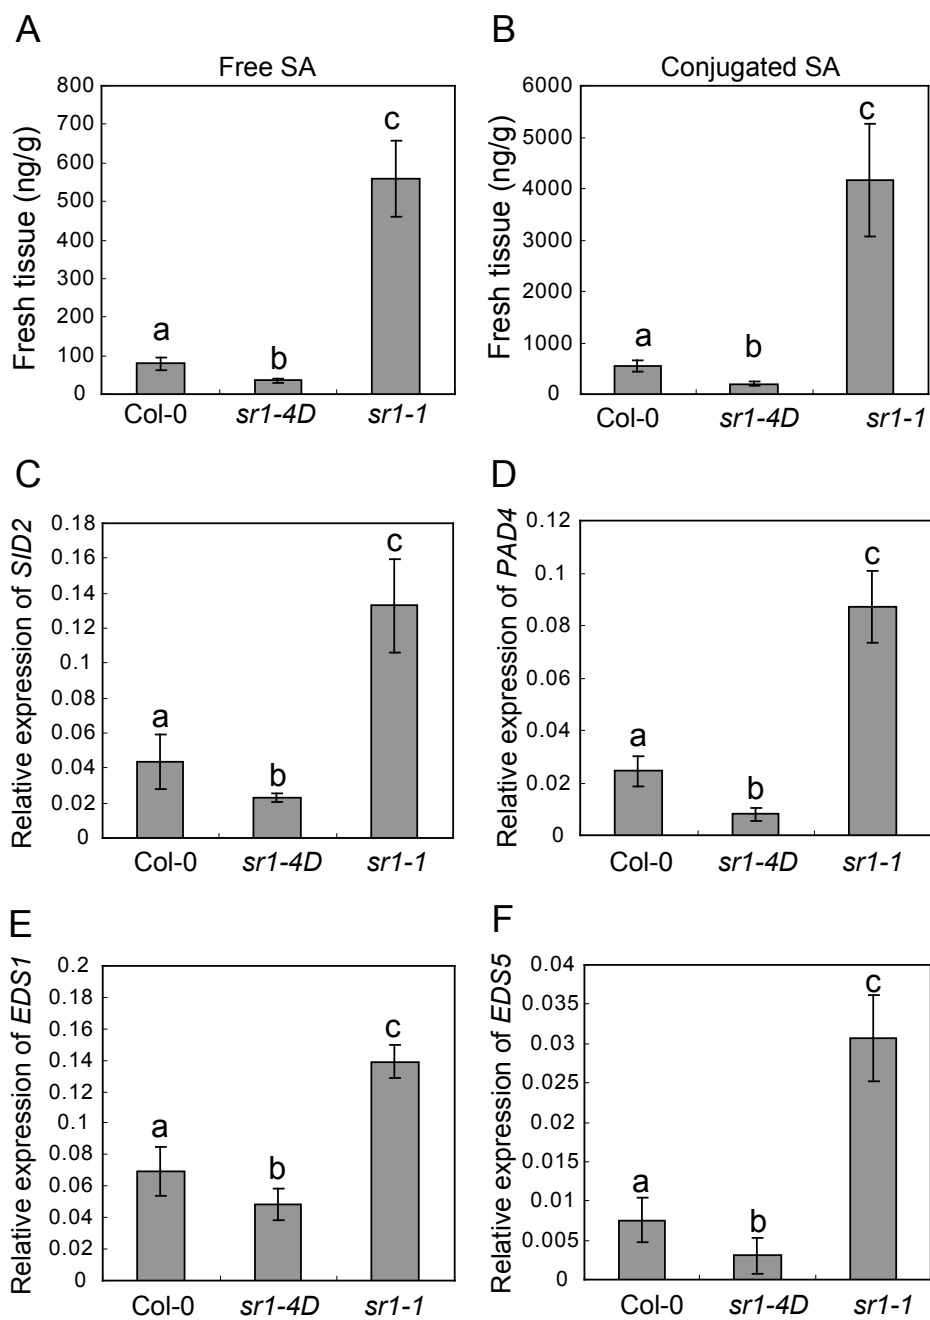 A
Free SA
Fresh tissue (ng/g)
800
700
600
500
400
300
200
100
0
a
b
c
Col-0 sr1-4D sr1-1
B
Conjugated SA
Fresh tissue (ng/g)
6000
5000
4000
3000
2000
1000
0
a
b
c
Col-0 sr1-4D sr1-1
C
Relative expression of SID2
0.18
0.16
0.14
0.12
0.1
0.08
0.06
0.04
0.02
0
a
b
c
Col-0 sr1-4D sr1-1
D
Relative expression of PAD4
0.12
0.1
0.08
0.06
0.04
0.02
0
a
b
c
Col-0 sr1-4D sr1-1
E
Relative expression of EDS1
0.2
0.18
0.16
0.14
0.12
0.1
0.08
0.06
0.04
0.02
0
a
b
c
Col-0 sr1-4D sr1-1
F
Relative expression of EDS5
0.04
0.035
0.03
0.025
0.02
0.015
0.01
0.005
0
a
b
c
Col-0 sr1-4D sr1-1